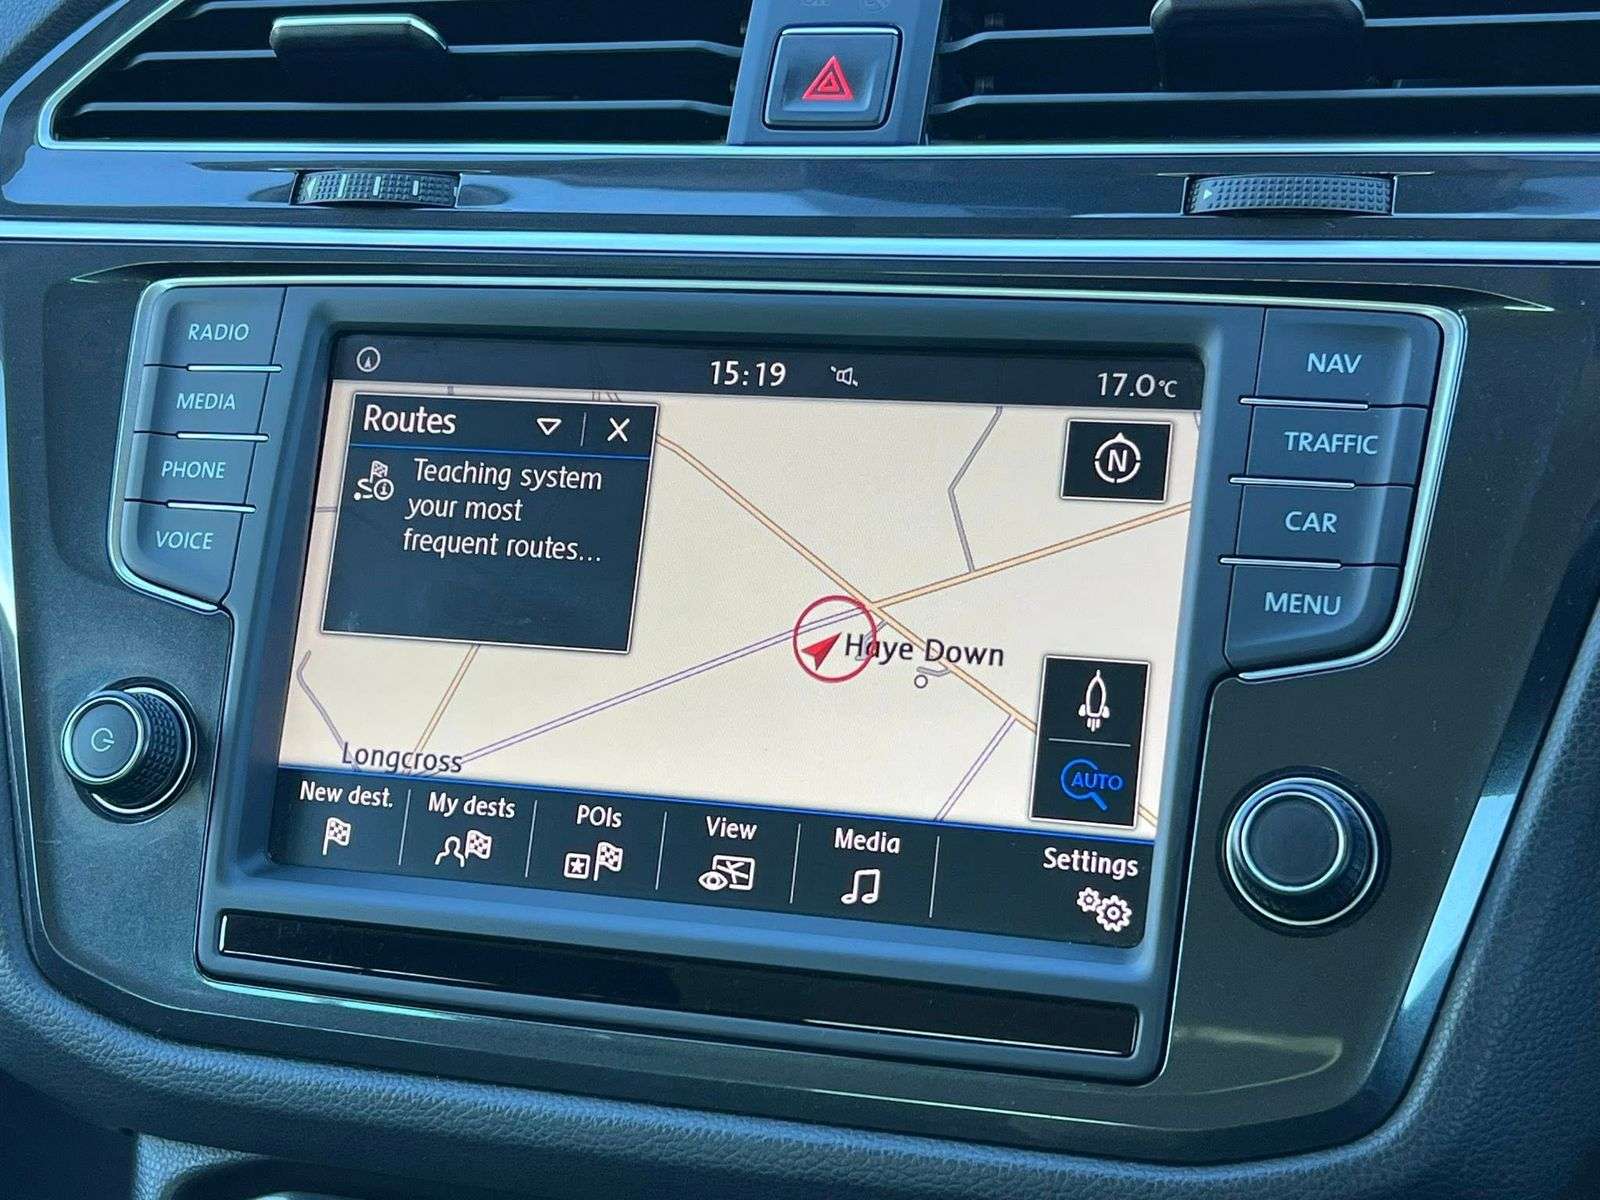 RADIO
MEDIA
PHONE
VOICE
15:19
17.0°C
Routes
Teaching system
your most
frequent routes...
N
Haye Down
Longcross
AUTO
New dest.
My dests
POIs
View
Media
Settings
NAV
TRAFFIC
CAR
MENU